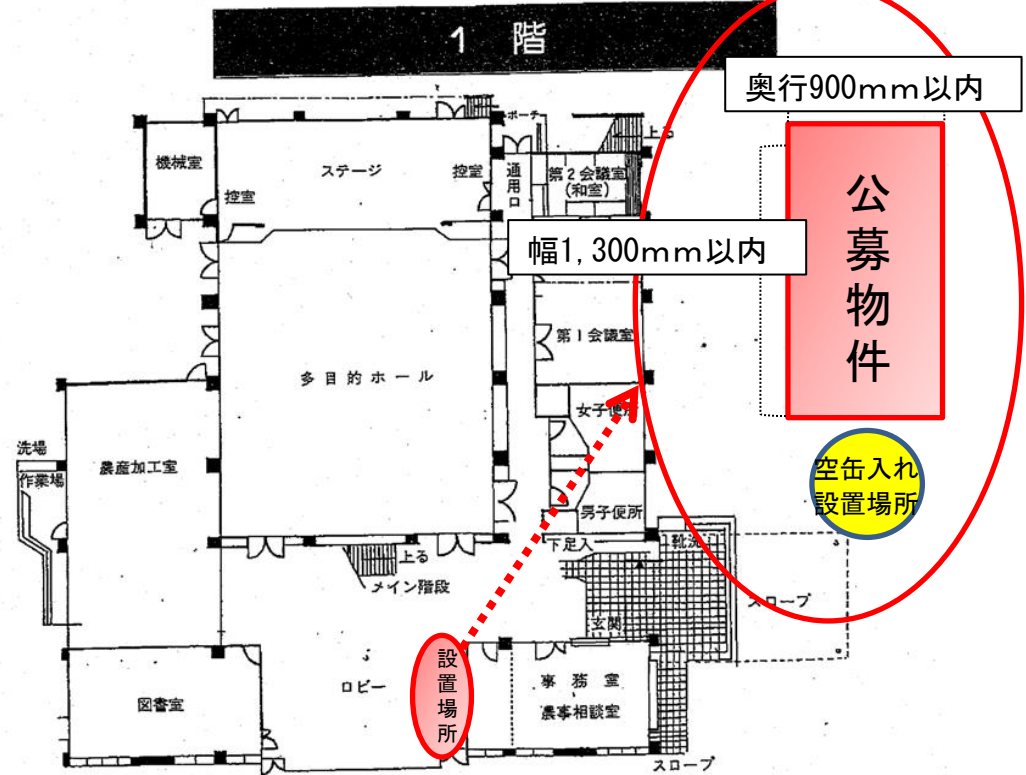 1 階
奥行900mm以内
ポーチ
上る
機械室
ステージ
控室
控室
通用口
第2会議室
(和室)
公募物件
幅1,300mm以内
第1会議室
多目的ホール
女子便所
洗場
作業場
農産加工室
空缶入れ
設置場所
男子便所
下足入
靴洗
上る
メイン階段
スロープ
玄関
設置場所
ロビー
事務室
農事相談室
図書室
スロープ